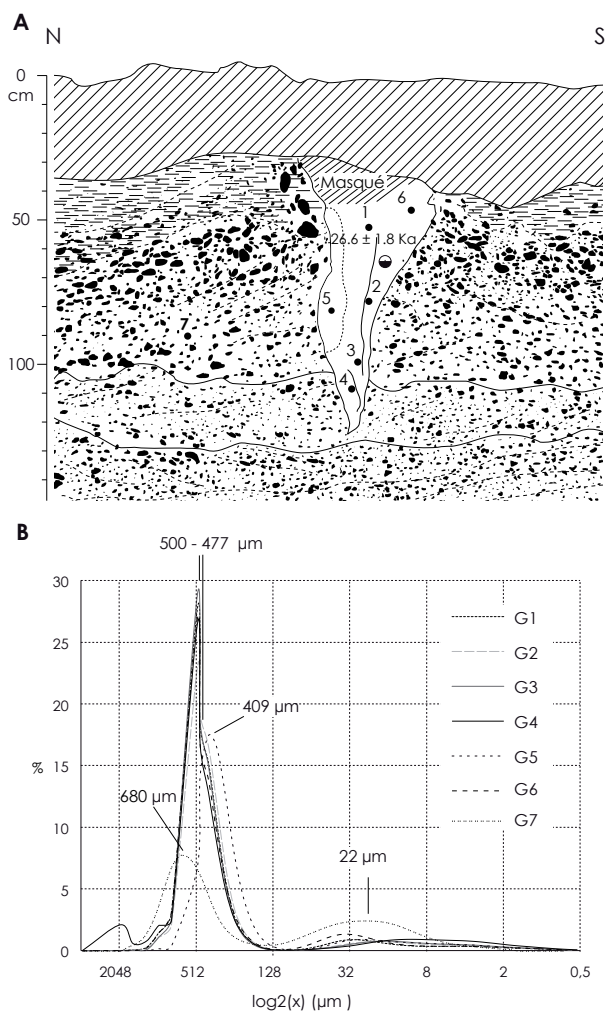 A
N
S
0
cm
50
100
Masqué
6
1
26.6 ± 1.8 Ka
2
5
7
3
4
B
500 - 477 µm
30
25
20
15
10
5
0
%
409 µm
680 µm
22 µm
G1
G2
G3
G4
G5
G6
G7
2048 512 128 32 8 2 0,5
log2(x) (µm )